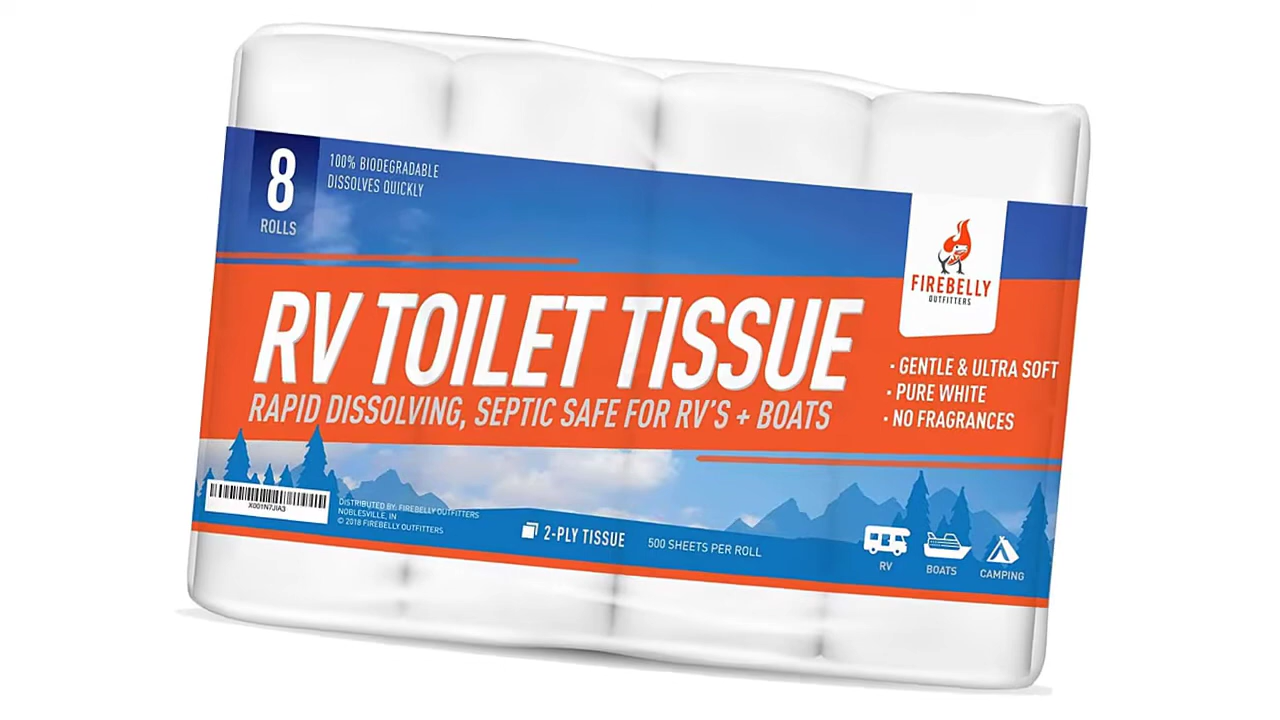 8
ROLLS
100% BIODEGRADABLE
DISSOLVES QUICKLY
FIREBELLY
OUTFITTERS
RV TOILET TISSUE
RAPID DISSOLVING, SEPTIC SAFE FOR RV'S + BOATS
· GENTLE & ULTRA SOFT
· PURE WHITE
· NO FRAGRANCES
X001N7JIA3
DISTRIBUTED BY: FIREBELLY OUTFITTERS
NOBLESVILLE, IN
© 2018 FIREBELLY OUTFITTERS
2-PLY TISSUE
500 SHEETS PER ROLL
RV
BOATS
CAMPING